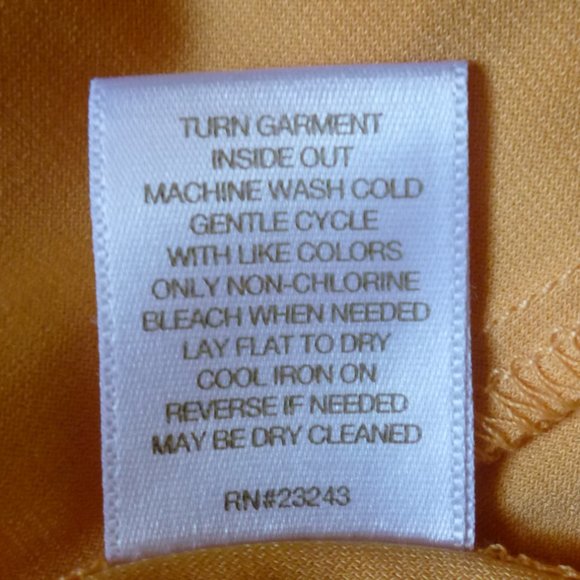 TURN GARMENT
INSIDE OUT
MACHINE WASH COLD
GENTLE CYCLE
WITH LIKE COLORS
ONLY NON-CHLORINE
BLEACH WHEN NEEDED
LAY FLAT TO DRY
COOL IRON ON
REVERSE IF NEEDED
MAY BE DRY CLEANED
RN#23243